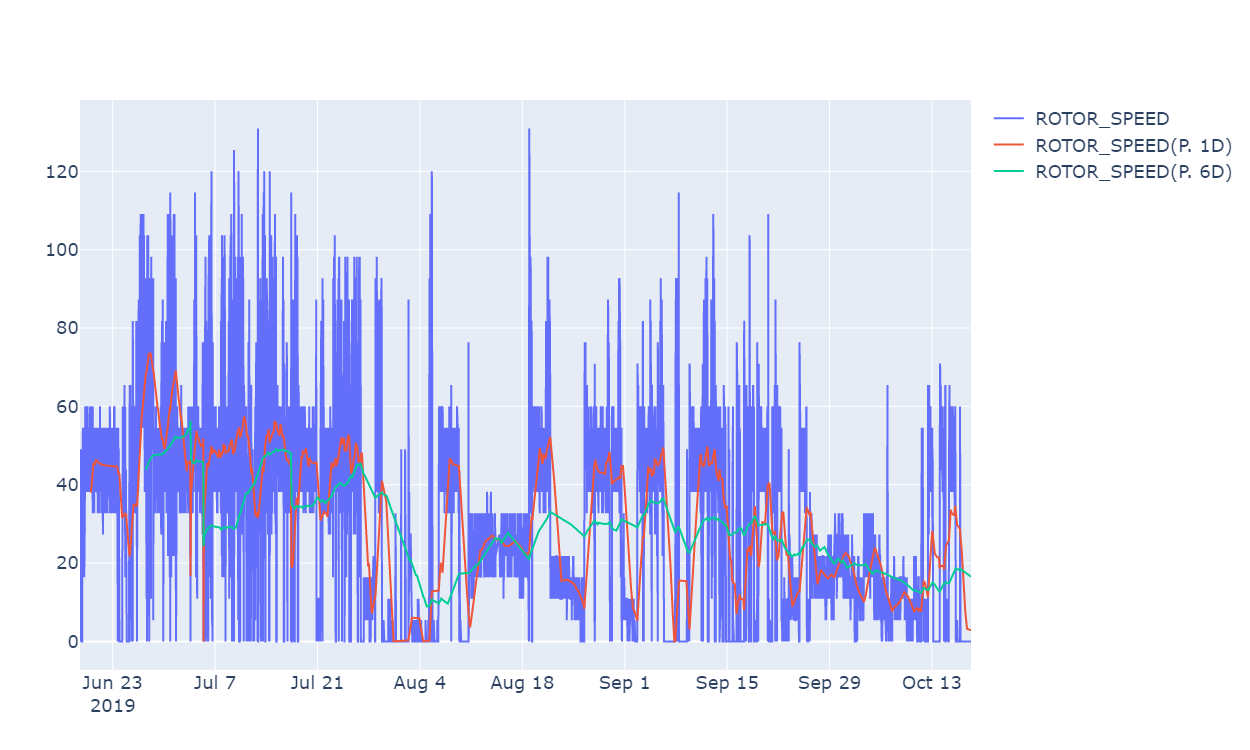 ROTOR_SPEED
ROTOR_SPEED(P. 1D)
ROTOR_SPEED(P. 6D)
120
100
80
60
40
20
0
Jun 23 Jul 7 Jul 21 Aug 4 Aug 18 Sep 1 Sep 15 Sep 29 Oct 13
2019